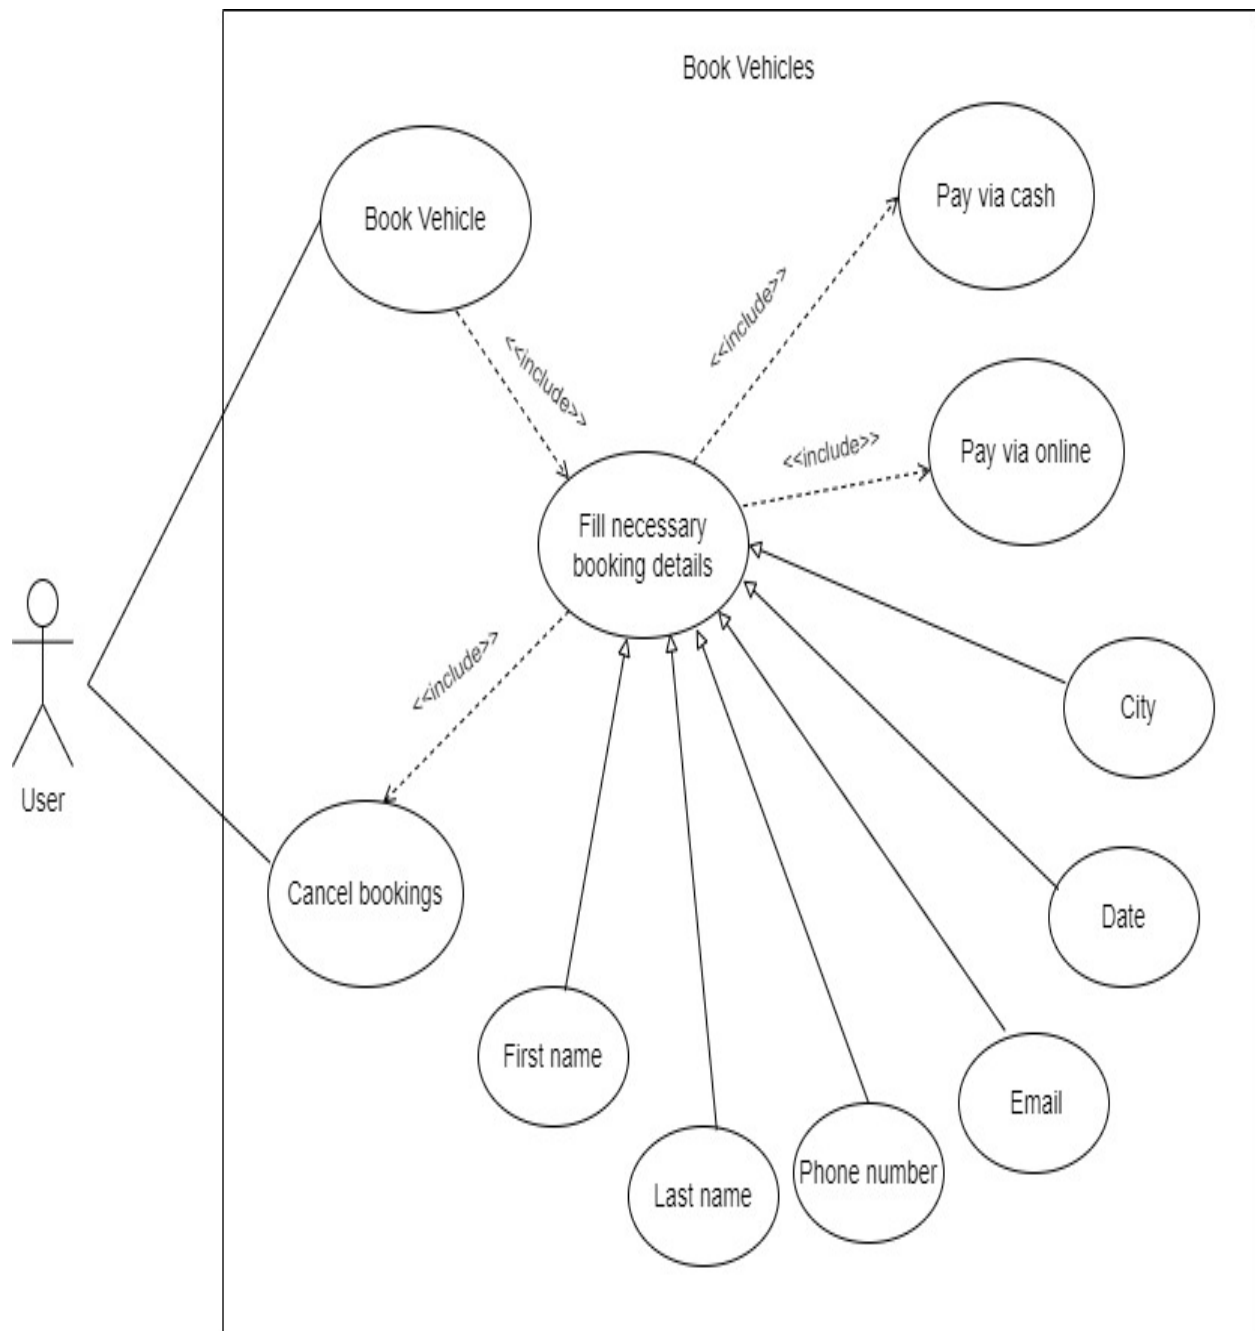 Book Vehicles
Book Vehicle
Pay via cash
<<include>>
<<include>>
Pay via online
<<include>>
Fill necessary
booking details
<<include>>
City
User
Cancel bookings
Date
First name
Email
Phone number
Last name